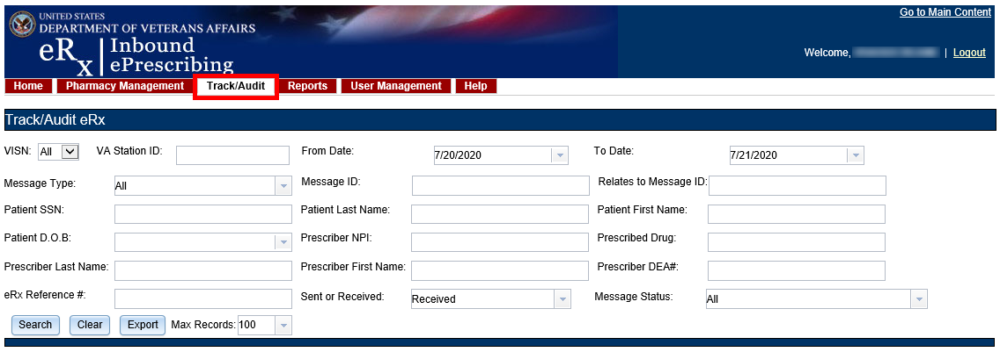 Go to Main Content
UNITED STATES
DEPARTMENT OF VETERANS AFFAIRS
eRx Inbound
ePrescribing
Welcome, | Logout
Home Pharmacy Management Track/Audit Reports User Management Help
Track/Audit eRx
VISN: All VA Station ID: From Date: 7/20/2020 To Date: 7/21/2020
Message Type: All Message ID: Relates to Message ID:
Patient SSN: Patient Last Name: Patient First Name:
Patient D.O.B: Prescriber NPI: Prescribed Drug:
Prescriber Last Name: Prescriber First Name: Prescriber DEA#:
eRx Reference #: Sent or Received: Received Message Status: All
Search Clear Export Max Records: 100